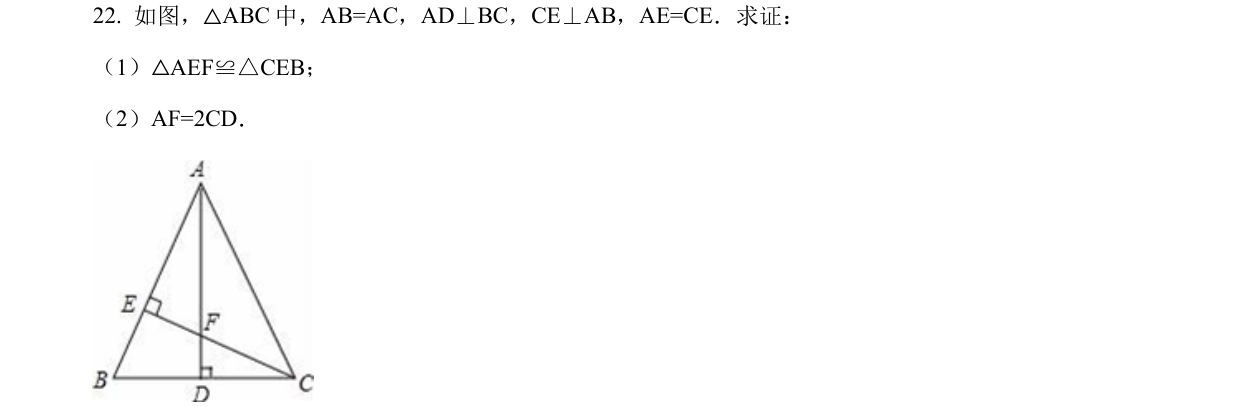 22. 如图，△ABC 中，AB=AC，AD⊥BC，CE⊥AB，AE=CE．求证：
（1）△AEF≌△CEB；
（2）AF=2CD．
A
E
F
B
D
C